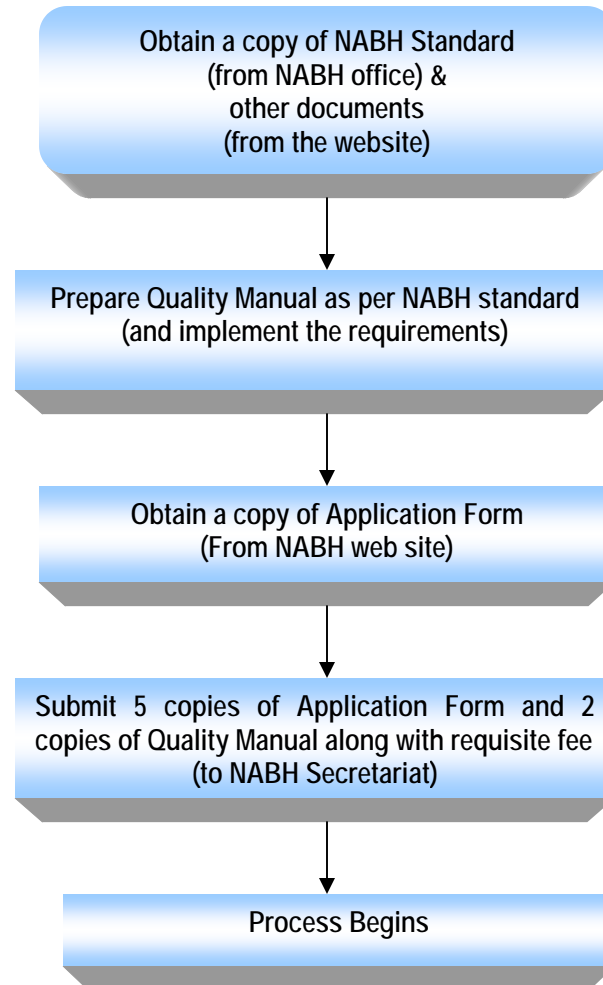 Obtain a copy of NABH Standard
(from NABH office) &
other documents
(from the website)
Prepare Quality Manual as per NABH standard
(and implement the requirements)
Obtain a copy of Application Form
(From NABH web site)
Submit 5 copies of Application Form and 2
copies of Quality Manual along with requisite fee
(to NABH Secretariat)
Process Begins